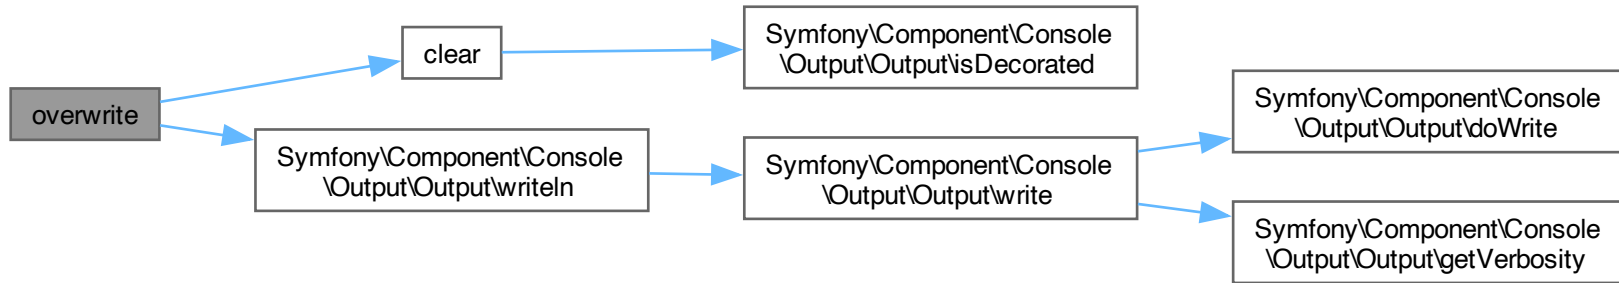 overwrite
clear
Symfony\Component\Console
\Output\Output\isDecorated
Symfony\Component\Console
\Output\Output\writeln
Symfony\Component\Console
\Output\Output\write
Symfony\Component\Console
\Output\Output\doWrite
Symfony\Component\Console
\Output\Output\getVerbosity